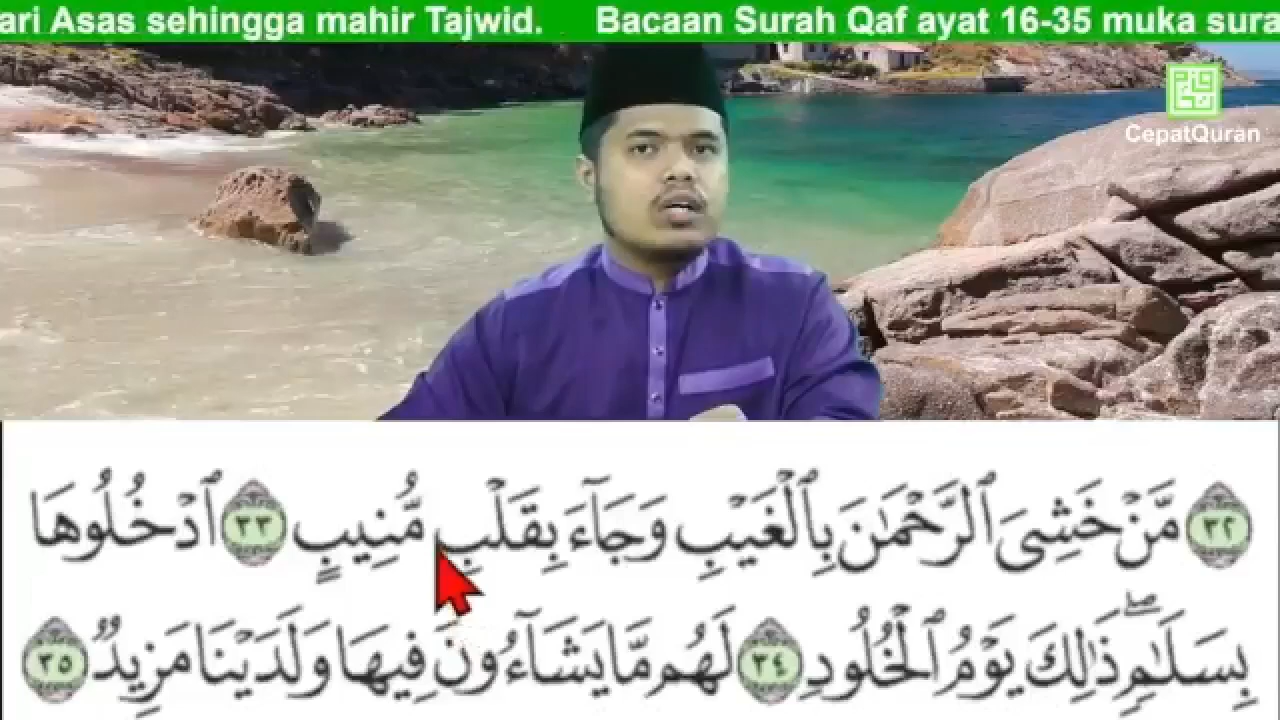 ari Asas sehingga mahir Tajwid. Bacaan Surah Qaf ayat 16-35 muka sura
CepatQuran
٣٢ مَّنْ خَشِىَ ٱلرَّحْمَٰنَ بِٱلْغَيْبِ وَجَآءَ بِقَلْبٍ مُّنِيبٍ ٣٣ ٱدْخُلُوهَا
بِسَلَٰمٍ ۖ ذَٰلِكَ يَوْمُ ٱلْخُلُودِ ٣٤ لَهُم مَّا يَشَآءُونَ فِيهَا وَلَدَيْنَا مَزِيدٌ ٣٥